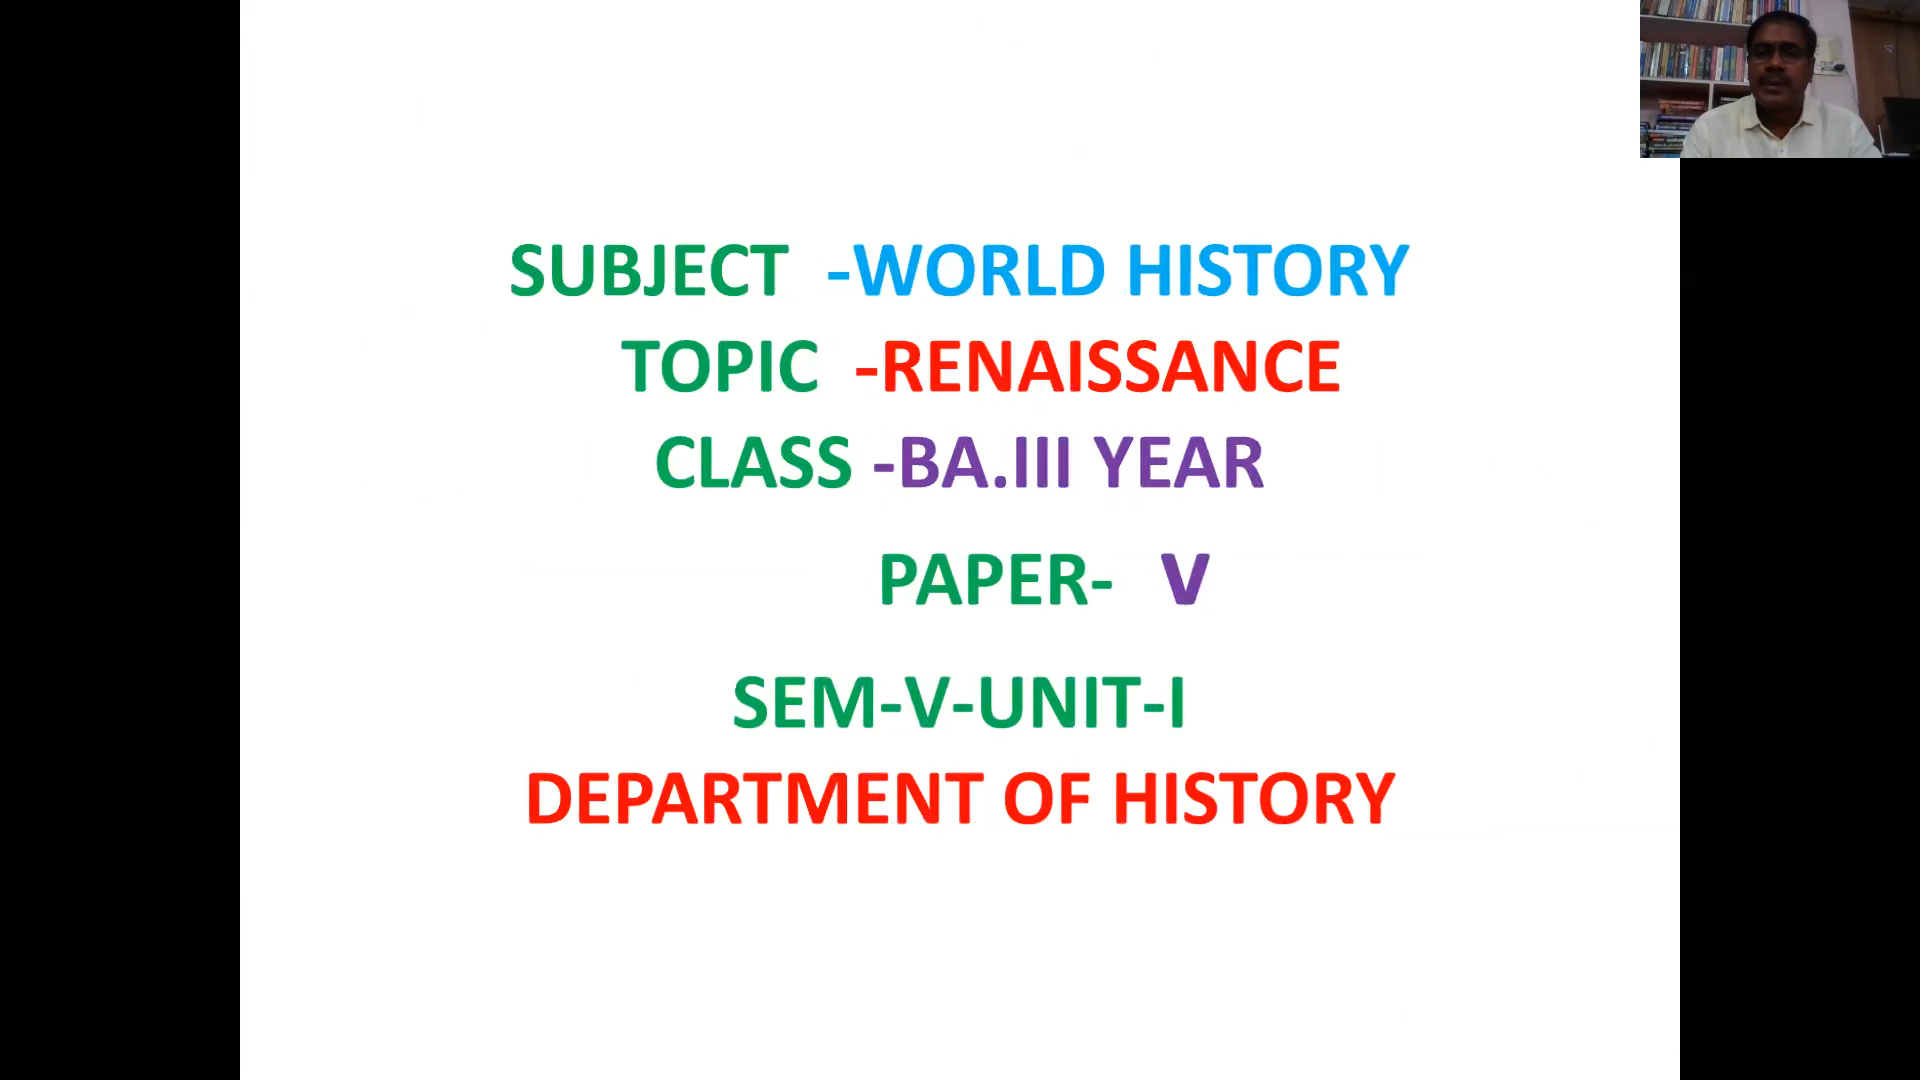 SUBJECT -WORLD HISTORY
TOPIC -RENAISSANCE
CLASS -BA.III YEAR
PAPER- V
SEM-V-UNIT-I
DEPARTMENT OF HISTORY